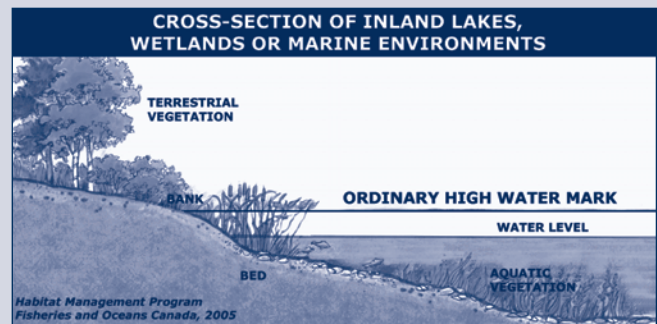 CROSS-SECTION OF INLAND LAKES,
WETLANDS OR MARINE ENVIRONMENTS
TERRESTRIAL
VEGETATION
BANK
ORDINARY HIGH WATER MARK
WATER LEVEL
BED
AQUATIC
VEGETATION
Habitat Management Program
Fisheries and Oceans Canada, 2005